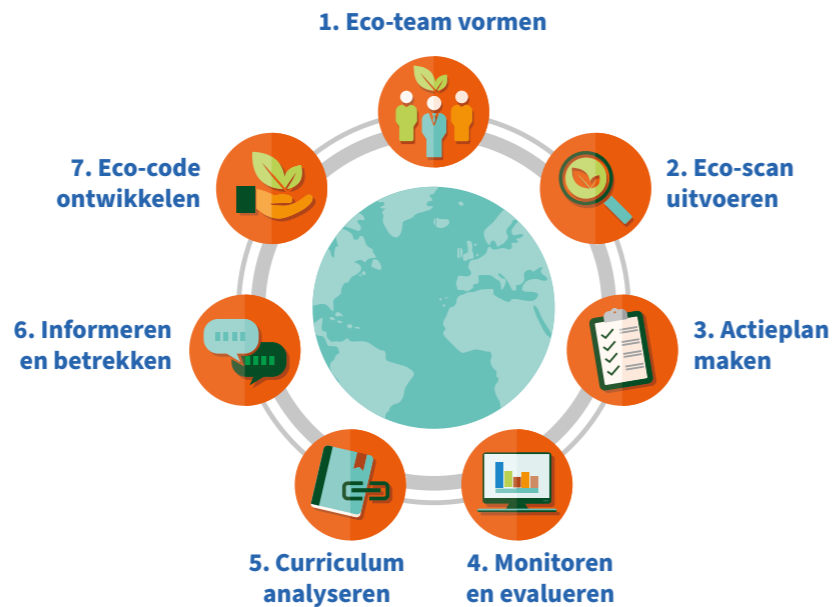 1. Eco-team vormen
2. Eco-scan
uitvoeren
3. Actieplan
maken
4. Monitoren
en evalueren
5. Curriculum
analyseren
6. Informeren
en betrekken
7. Eco-code
ontwikkelen